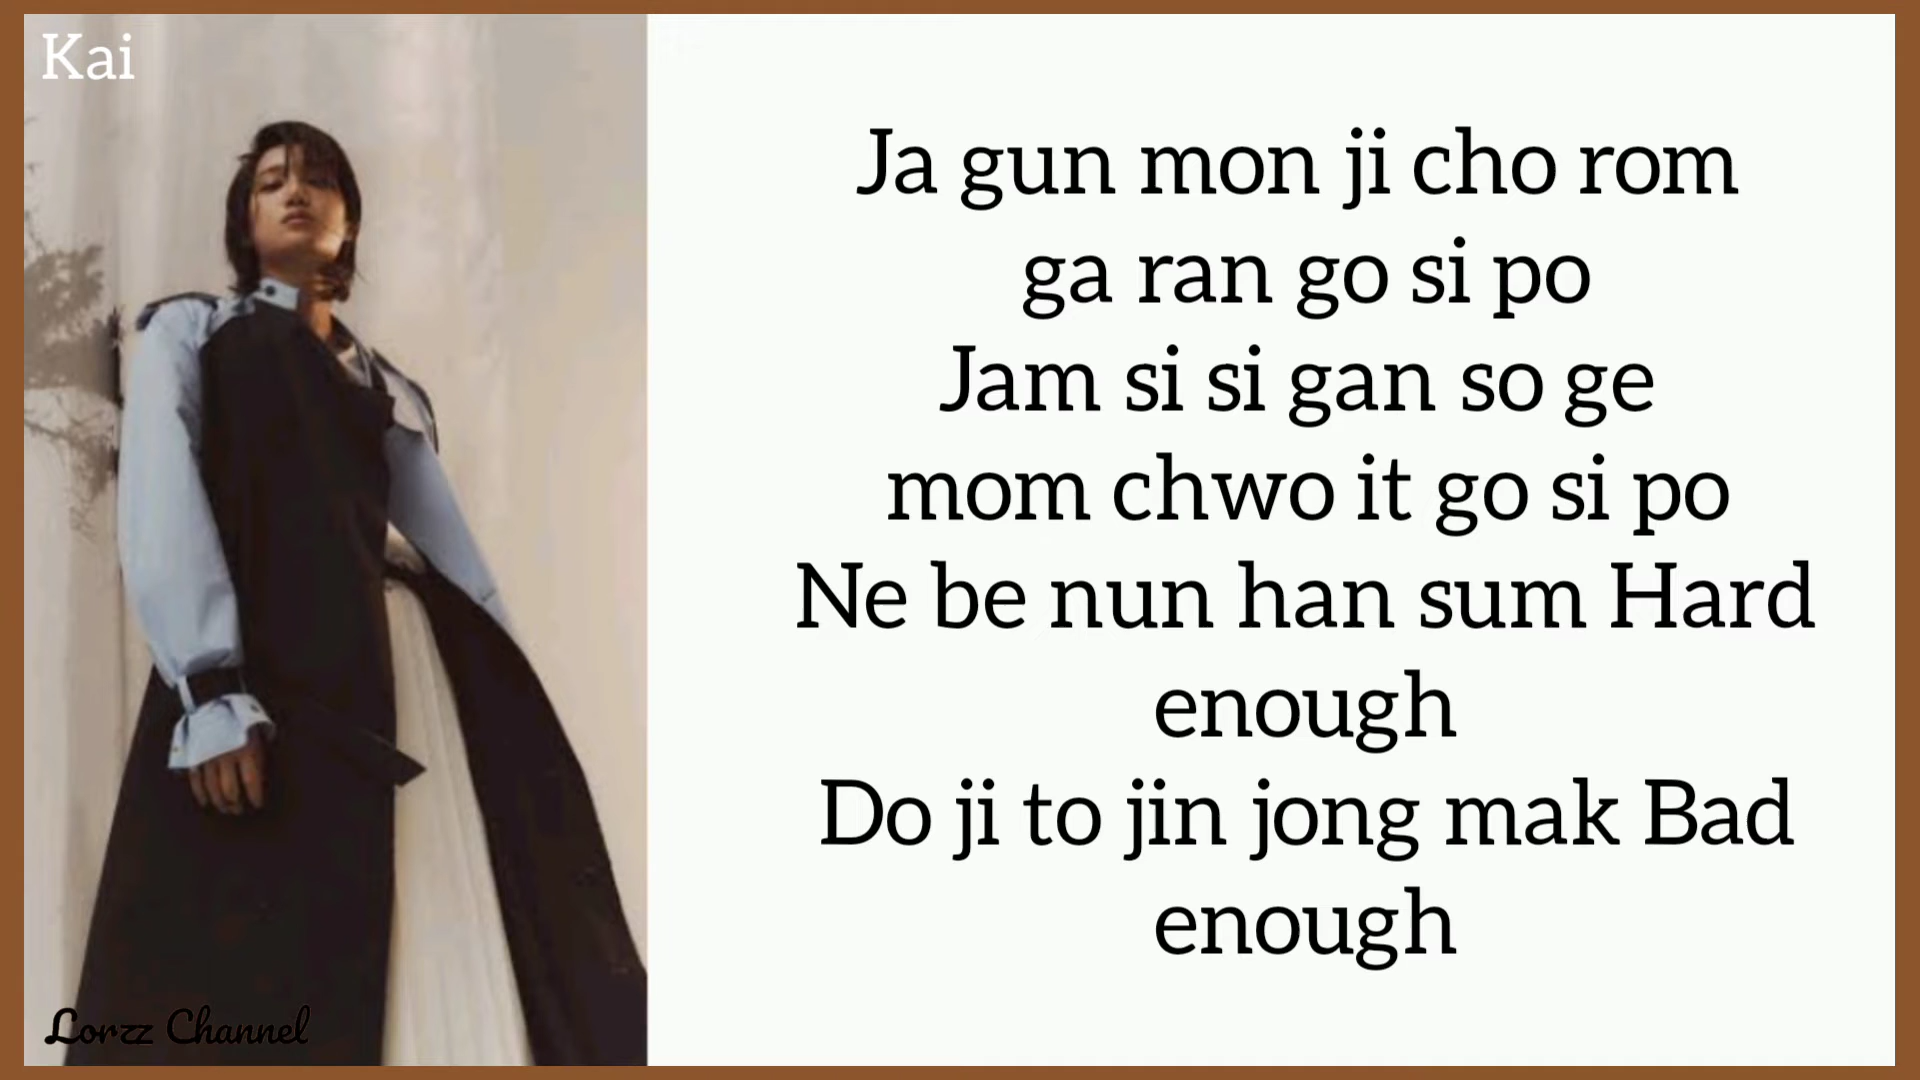 Kai
Ja gun mon ji cho rom
ga ran go si po
Jam si si gan so ge
mom chwo it go si po
Ne be nun han sum Hard
enough
Do ji to jin jong mak Bad
enough
Lorzz Channel